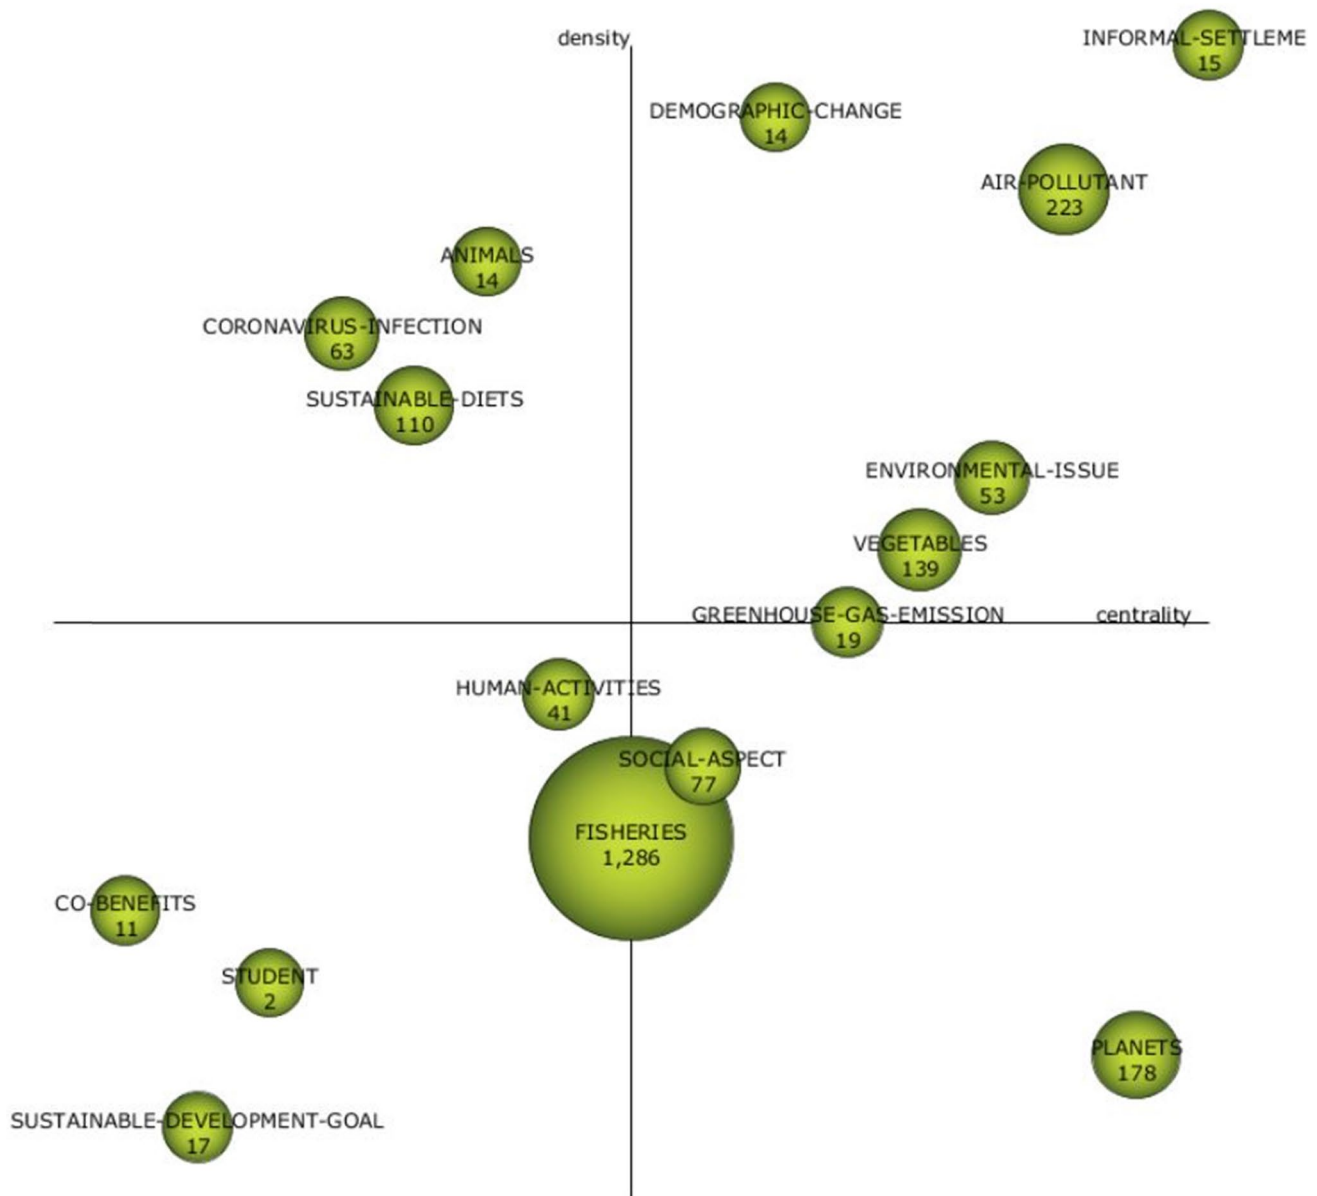 density
INFORMAL-SETTLEME
15
DEMOGRAPHIC-CHANGE
14
AIR-POLLUTANT
223
ANIMALS
14
CORONAVIRUS-INFECTION
63
SUSTAINABLE-DIETS
110
ENVIRONMENTAL-ISSUE
53
VEGETABLES
139
GREENHOUSE-GAS-EMISSION
19
centrality
HUMAN-ACTIVITIES
41
SOCIAL-ASPECT
77
FISHERIES
1,286
CO-BENEFITS
11
STUDENT
2
PLANETS
178
SUSTAINABLE-DEVELOPMENT-GOAL
17